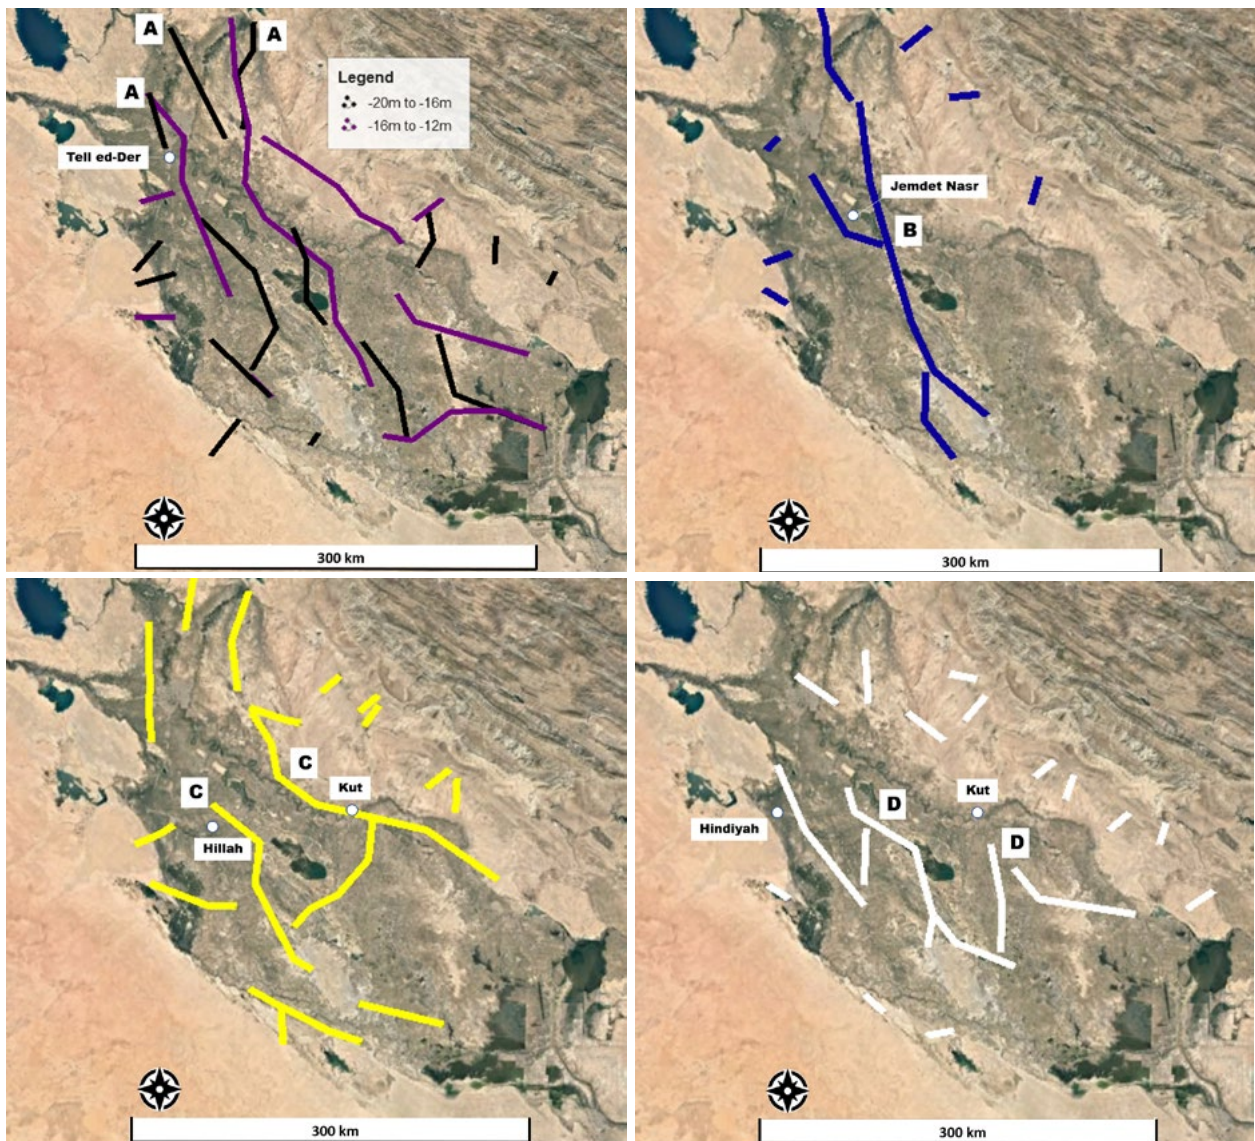 A
A
Legend
-20m to -16m
-16m to -12m
A
Tell ed-Der
300 km
Jemdet Nasr
B
300 km
C
Kut
C
Hillah
300 km
D
Kut
Hindiyah
D
300 km